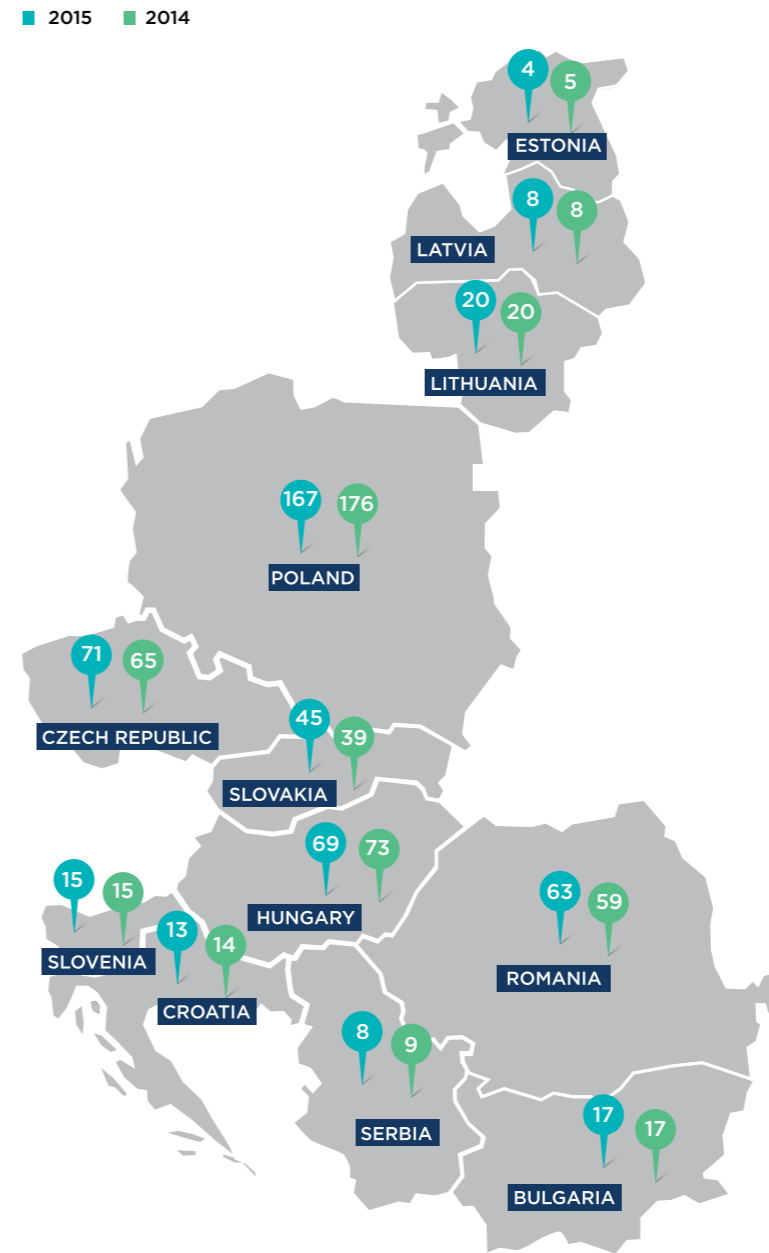 2015 2014
4 5
ESTONIA
8 8
LATVIA
20 20
LITHUANIA
167 176
POLAND
71 65
CZECH REPUBLIC
45 39
SLOVAKIA
69 73
HUNGARY
63 59
ROMANIA
15 15
SLOVENIA
13 14
CROATIA
8 9
SERBIA
17 17
BULGARIA